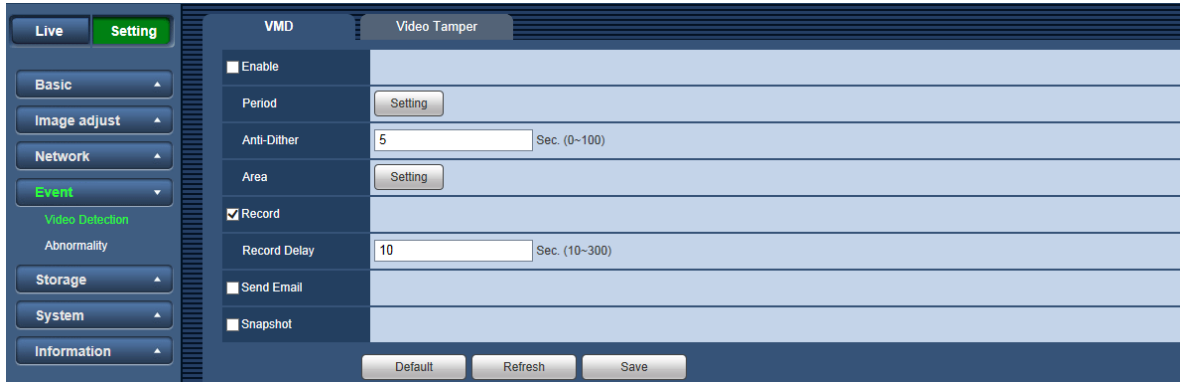 Live Setting
Basic
Image adjust
Network
Event
Video Detection
Abnormality
Storage
System
Information
VMD Video Tamper
Enable
Period Setting
Anti-Dither 5 Sec. (0~100)
Area Setting
Record
Record Delay 10 Sec. (10~300)
Send Email
Snapshot
Default Refresh Save